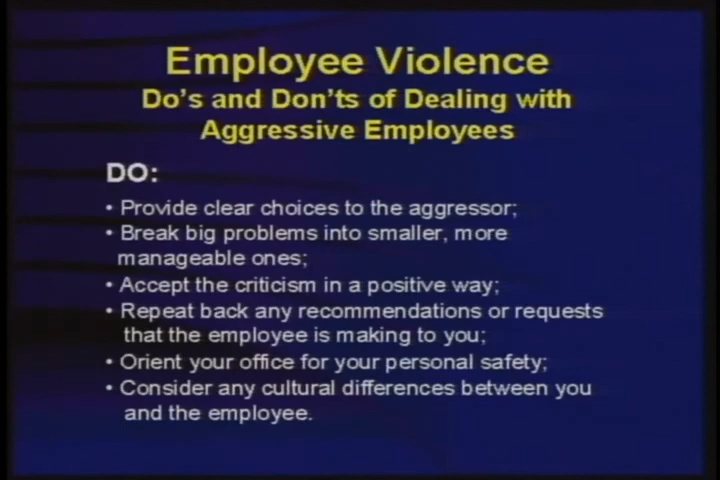 Employee Violence
Do's and Don'ts of Dealing with
Aggressive Employees
DO:
• Provide clear choices to the aggressor;
• Break big problems into smaller, more
manageable ones;
• Accept the criticism in a positive way;
• Repeat back any recommendations or requests
that the employee is making to you;
• Orient your office for your personal safety;
• Consider any cultural differences between you
and the employee.